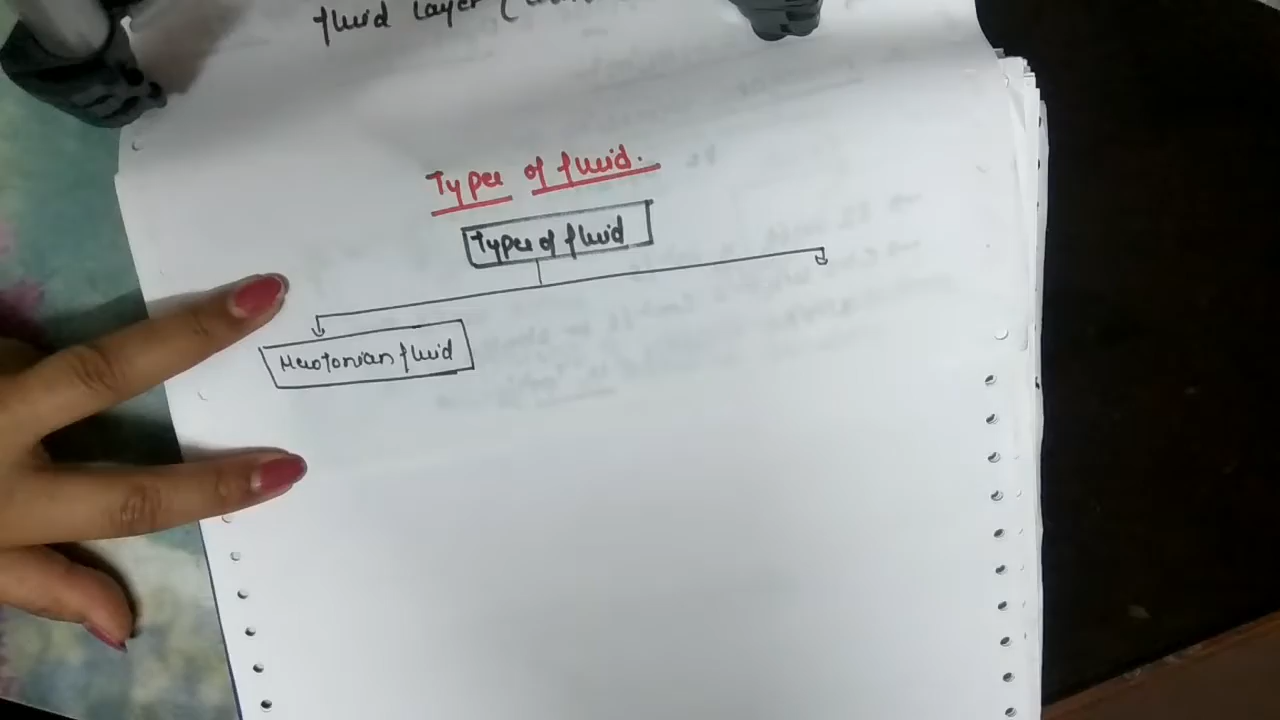 fluid layer (
Types of fluid.
Types of fluid
Newtonian fluid